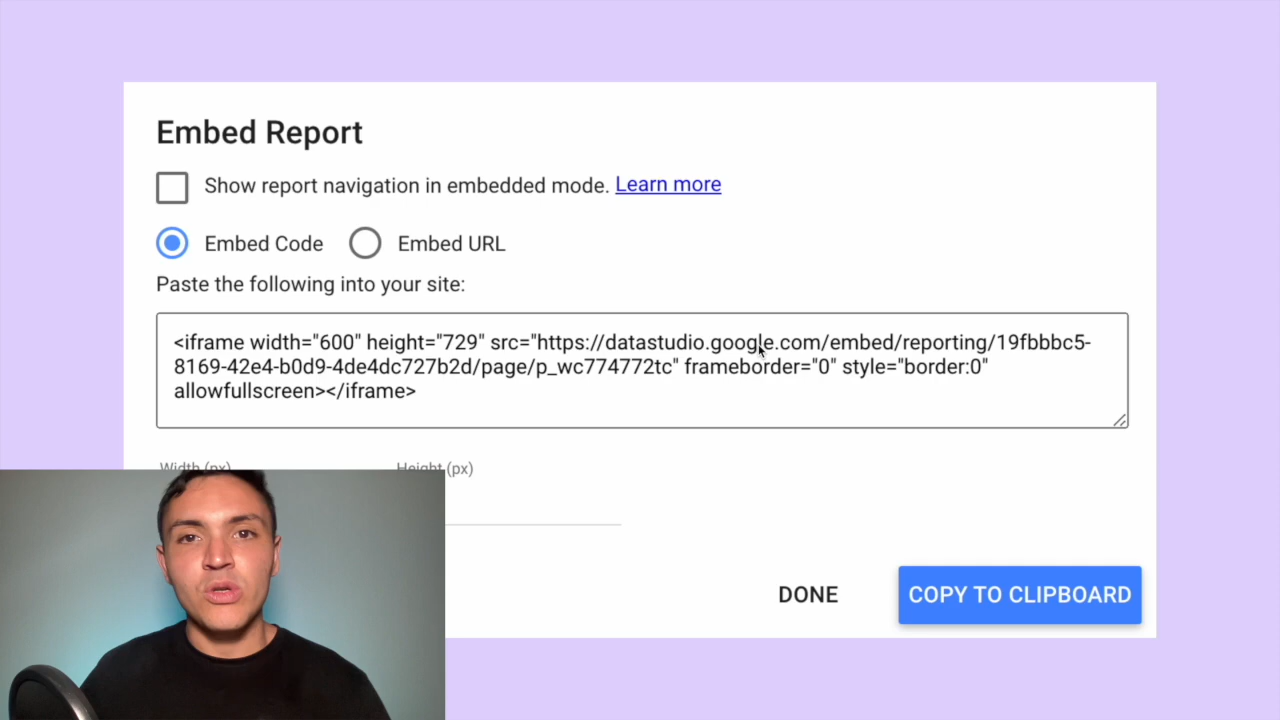 Embed Report
Show report navigation in embedded mode. Learn more
Embed Code Embed URL
Paste the following into your site:
<iframe width="600" height="729" src="https://datastudio.google.com/embed/reporting/19fbbbc5-
8169-42e4-b0d9-4de4dc727b2d/page/p_wc774772tc" frameborder="0" style="border:0"
allowfullscreen></iframe>
Width (px) Height (px)
DONE COPY TO CLIPBOARD